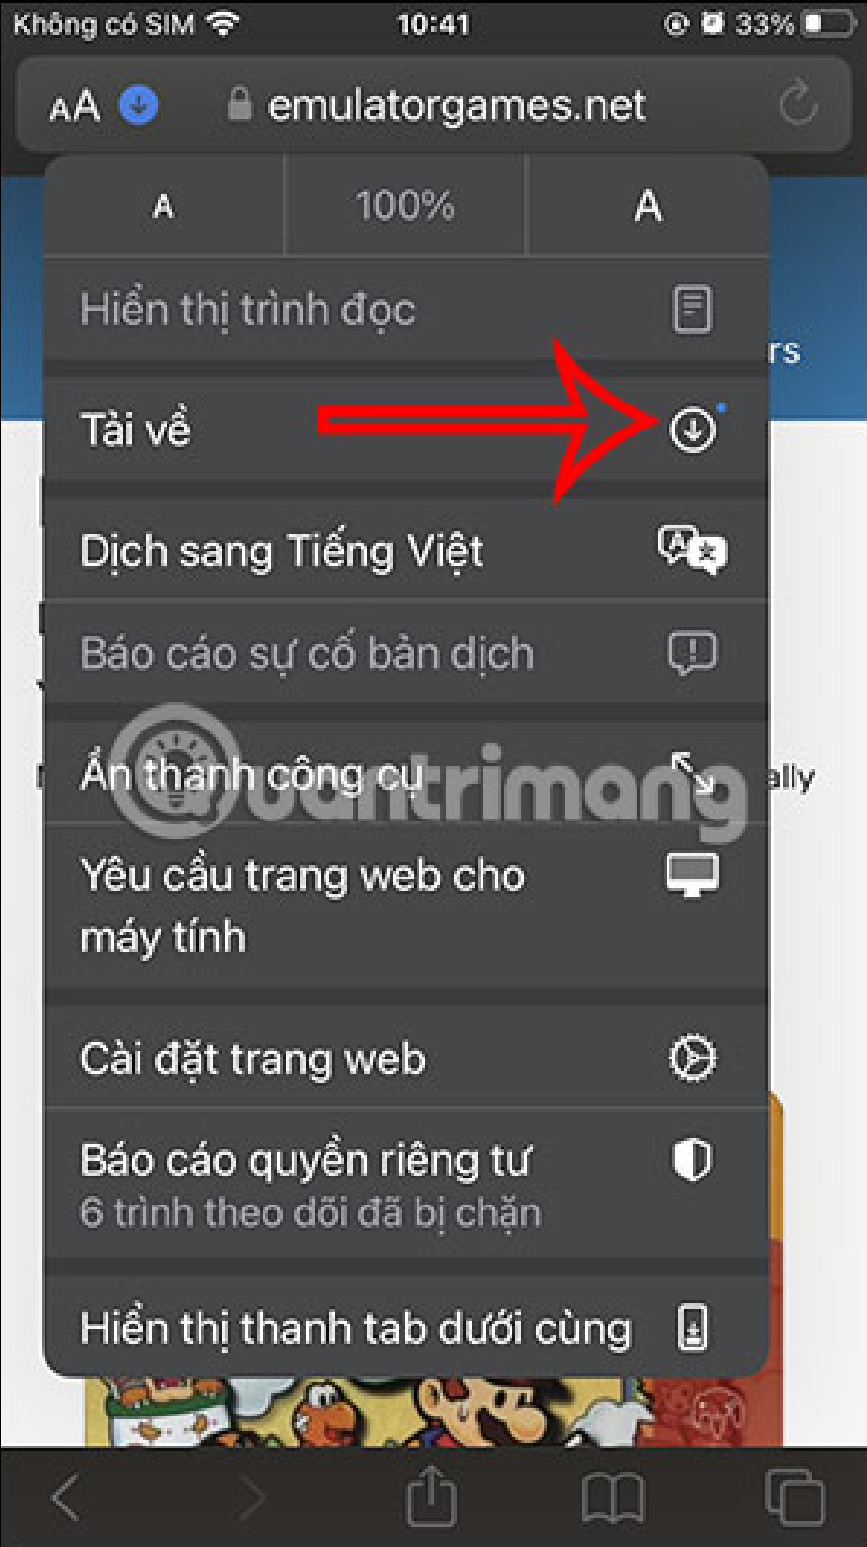 Không có SIM 10:41 33%
AA emulatorgames.net
A 100% A
Hiển thị trình đọc
rs
Tải về
Dịch sang Tiếng Việt
Báo cáo sự cố bản dịch
Ẩn thanh công cụ
Quantrimang
ally
Yêu cầu trang web cho
máy tính
Cài đặt trang web
Báo cáo quyền riêng tư
6 trình theo dõi đã bị chặn
Hiển thị thanh tab dưới cùng